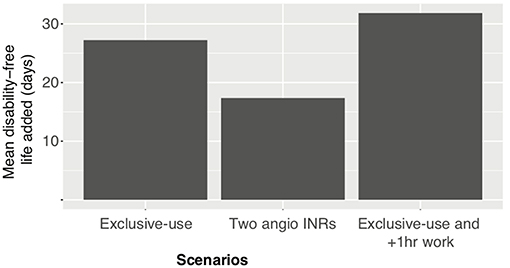 Mean disability−free
life added (days)
30
20
10
Exclusive-use
Two angio INRs
Exclusive-use and
+1hr work
Scenarios